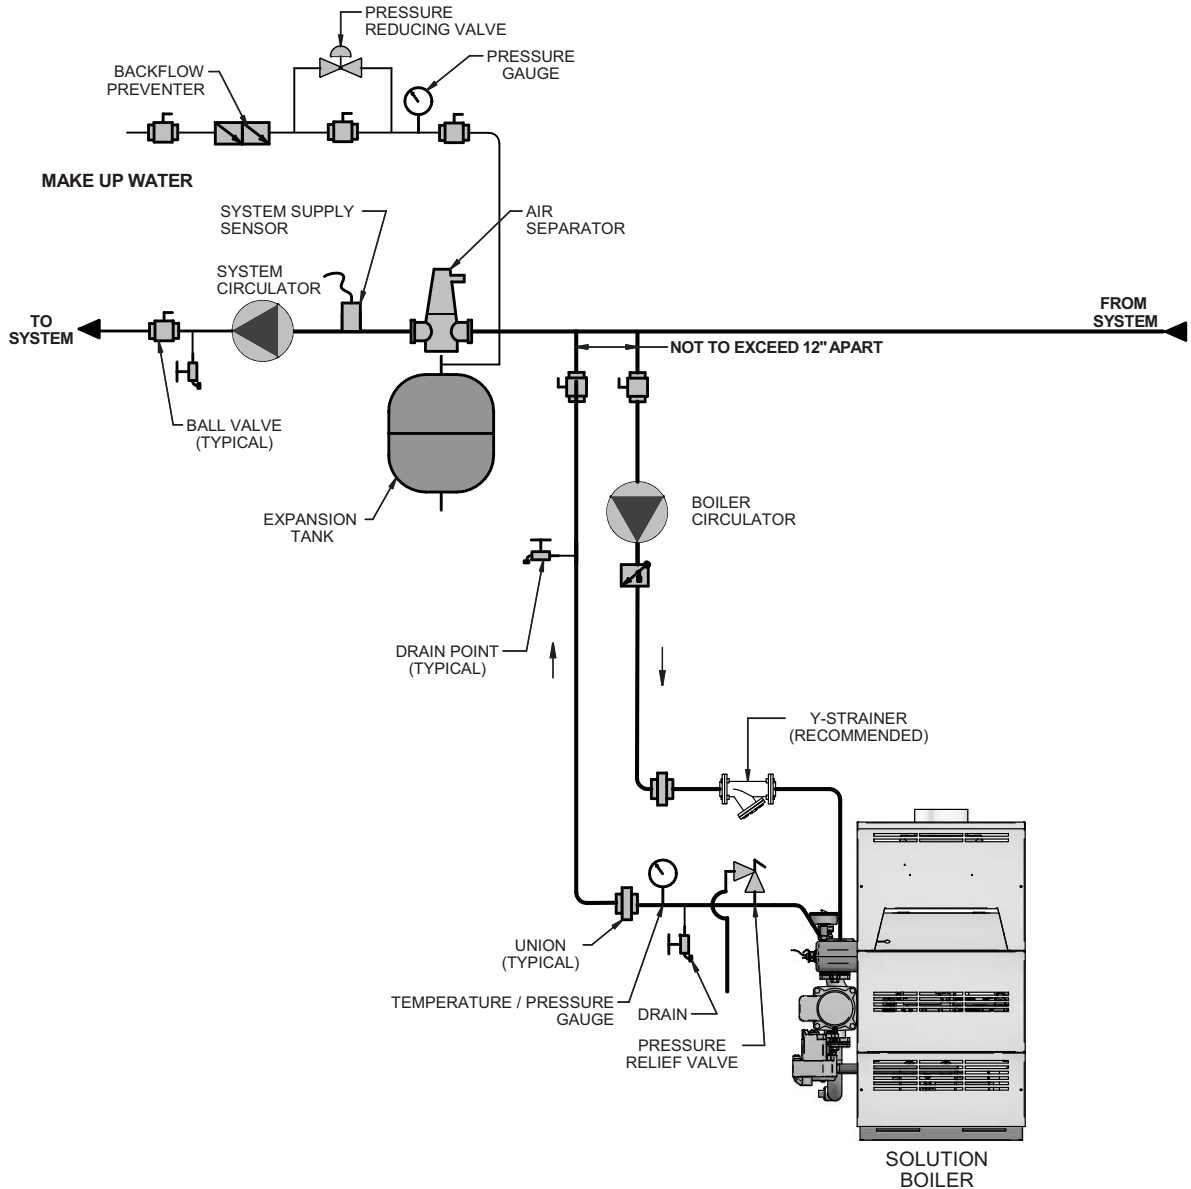 PRESSURE
REDUCING VALVE
PRESSURE
GAUGE
BACKFLOW
PREVENTER
MAKE UP WATER
SYSTEM SUPPLY
SENSOR
AIR
SEPARATOR
SYSTEM
CIRCULATOR
TO
SYSTEM
FROM
SYSTEM
NOT TO EXCEED 12" APART
BALL VALVE
(TYPICAL)
EXPANSION
TANK
BOILER
CIRCULATOR
DRAIN POINT
(TYPICAL)
Y-STRAINER
(RECOMMENDED)
UNION
(TYPICAL)
TEMPERATURE / PRESSURE
GAUGE
DRAIN
PRESSURE
RELIEF VALVE
SOLUTION
BOILER